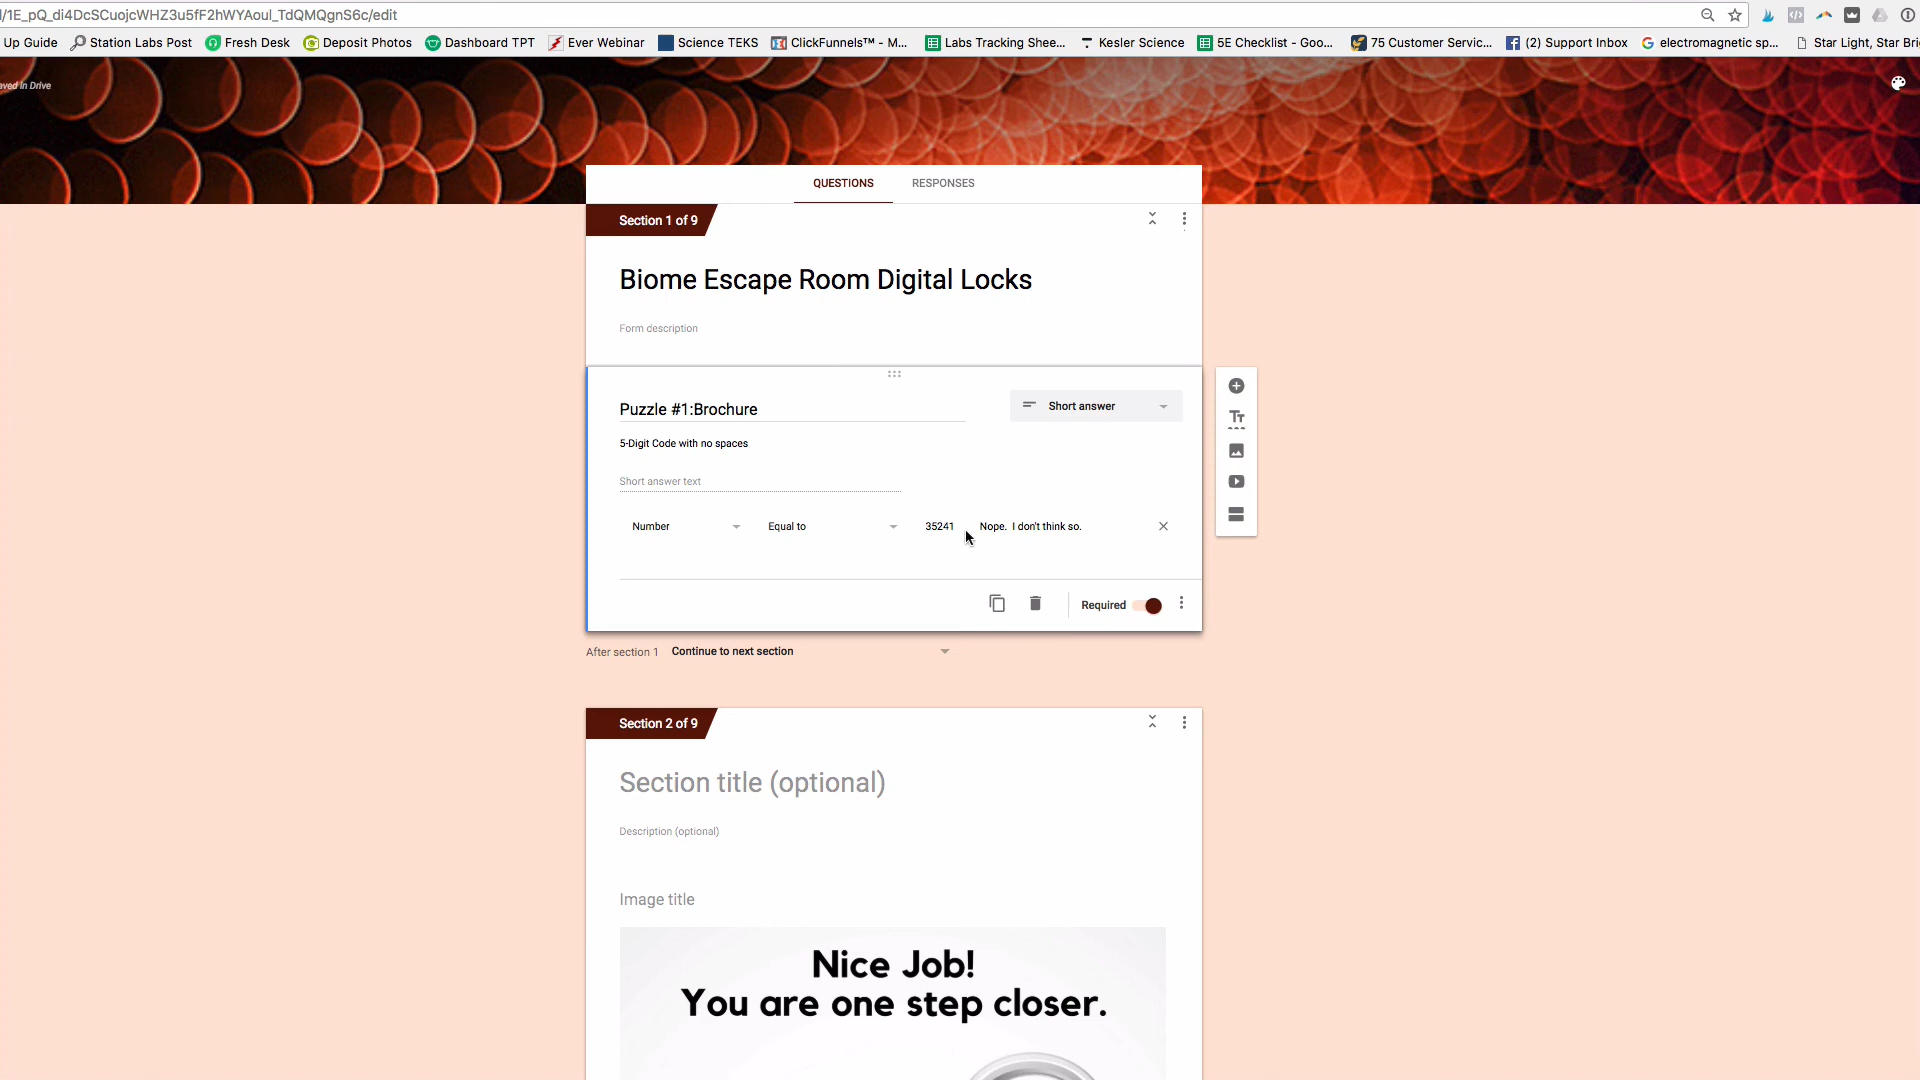 /1E_pQ_di4DcSCuojcWHZ3u5fF2hWYAoul_TdQMQgnS6c/edit
Up Guide Station Labs Post Fresh Desk Deposit Photos Dashboard TPT Ever Webinar Science TEKS ClickFunnels™ - M... Labs Tracking Shee... Kesler Science 5E Checklist - Goo... 75 Customer Servic... (2) Support Inbox electromagnetic sp... Star Light, Star Bri
aved in Drive
QUESTIONS RESPONSES
Section 1 of 9
Biome Escape Room Digital Locks
Form description
Puzzle #1:Brochure
Short answer
5-Digit Code with no spaces
Short answer text
Number Equal to 35241 Nope. I don't think so.
Required
After section 1 Continue to next section
Section 2 of 9
Section title (optional)
Description (optional)
Image title
Nice Job!
You are one step closer.